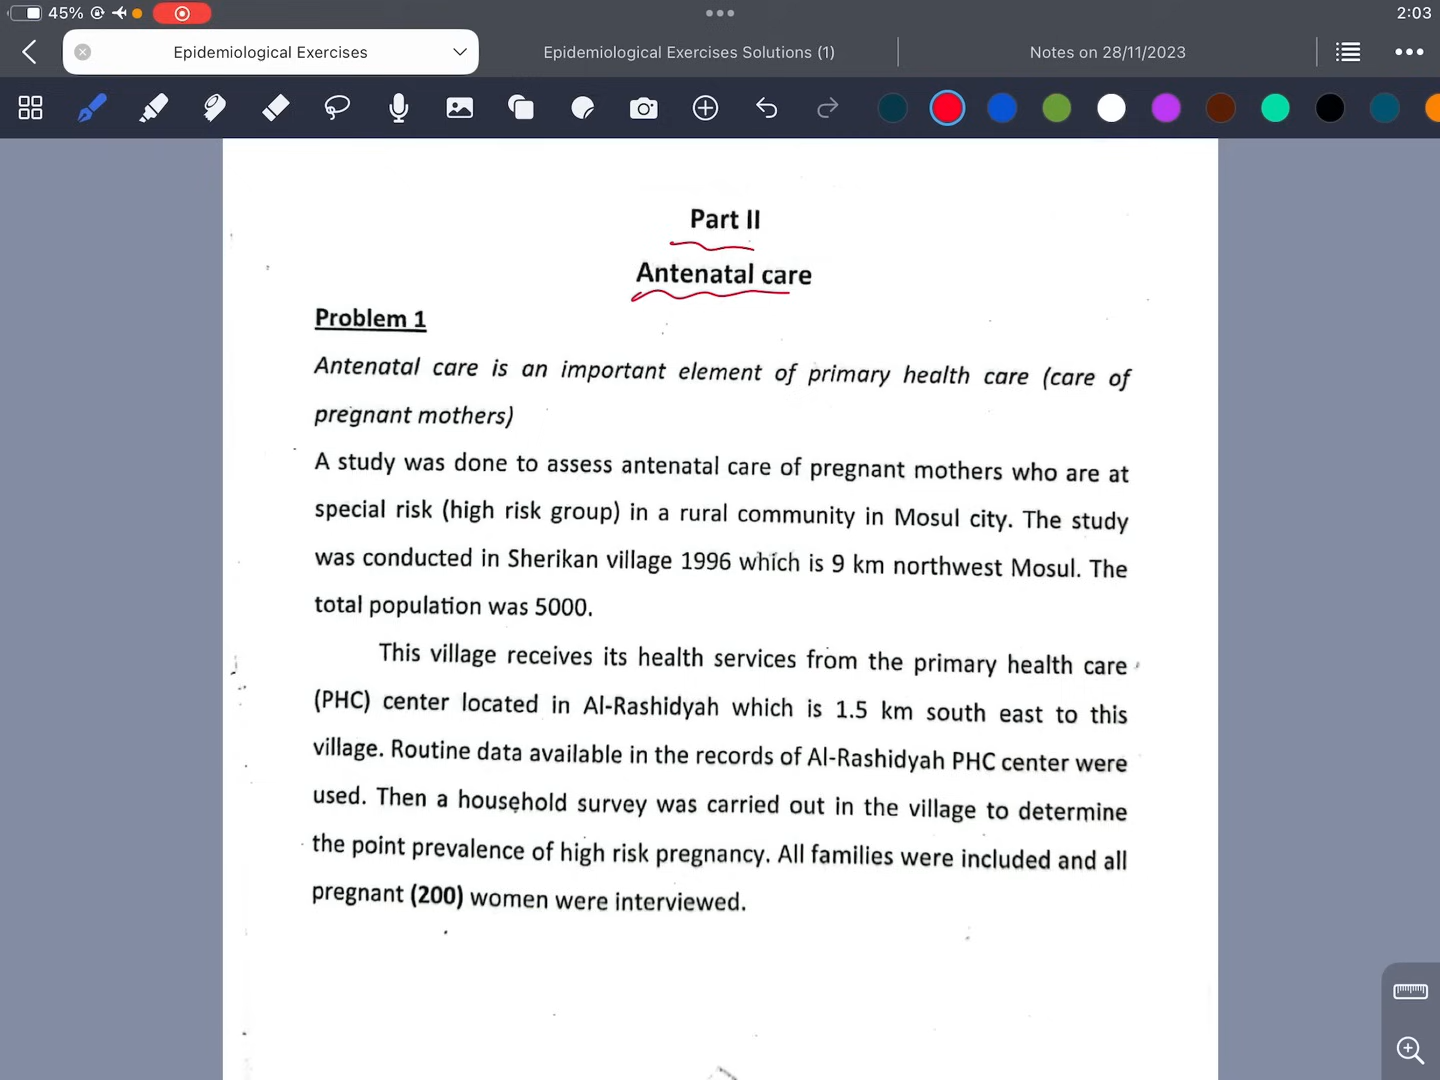 45%
2:03
Epidemiological Exercises
Epidemiological Exercises Solutions (1)
Notes on 28/11/2023
Part II
Antenatal care
Problem 1
Antenatal care is an important element of primary health care (care of
pregnant mothers)
A study was done to assess antenatal care of pregnant mothers who are at
special risk (high risk group) in a rural community in Mosul city. The study
was conducted in Sherikan village 1996 which is 9 km northwest Mosul. The
total population was 5000.
This village receives its health services from the primary health care
(PHC) center located in Al-Rashidyah which is 1.5 km south east to this
village. Routine data available in the records of Al-Rashidyah PHC center were
used. Then a household survey was carried out in the village to determine
the point prevalence of high risk pregnancy. All families were included and all
pregnant (200) women were interviewed.